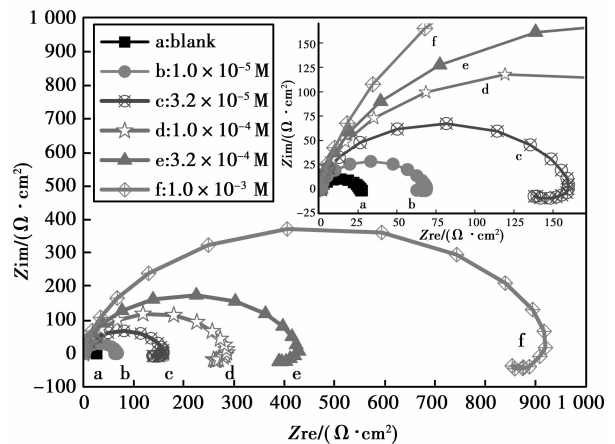 1 000
900
800
700
600
500
400
300
200
100
0
−100
Zim/(Ω·cm²)
a:blank
b:1.0×10⁻⁵ M
c:3.2×10⁻⁵ M
d:1.0×10⁻⁴ M
e:3.2×10⁻⁴ M
f:1.0×10⁻³ M
150
125
100
75
50
25
0
−25
Zim/(Ω·cm²)
f
e
d
c
a
b
0 25 50 75 100 125 150
Zre/(Ω·cm²)
f
a b c d e
0 100 200 300 400 500 600 700 800 900 1 000
Zre/(Ω·cm²)